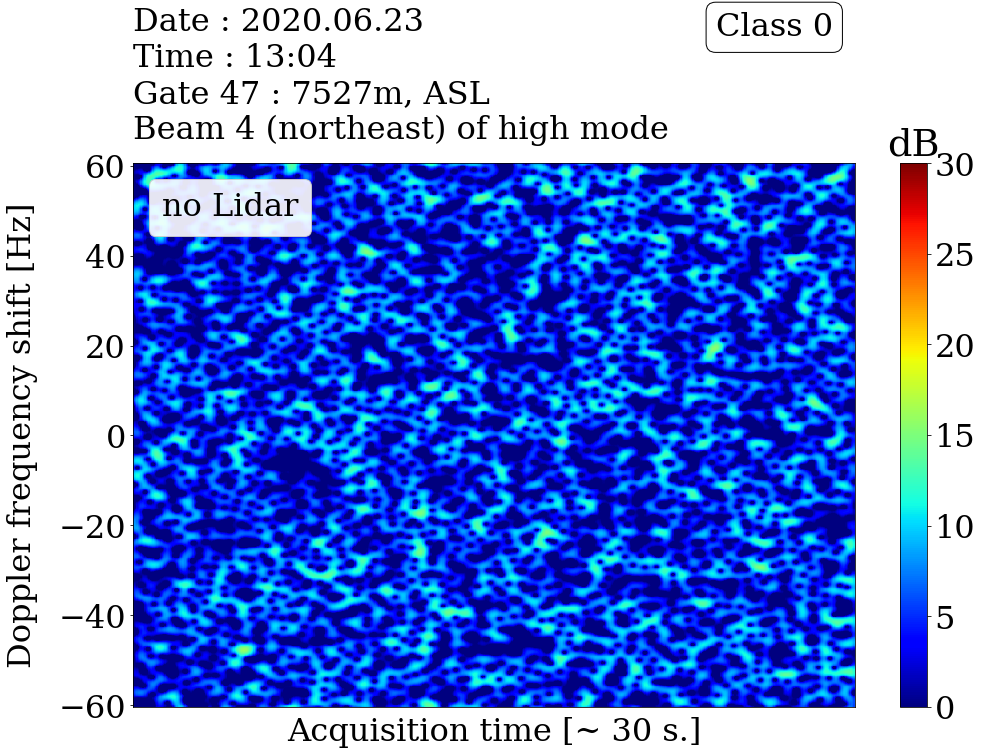 Date : 2020.06.23
Time : 13:04
Gate 47 : 7527m, ASL
Beam 4 (northeast) of high mode
Class 0
dB
no Lidar
60
40
20
0
−20
−40
−60
Doppler frequency shift [Hz]
Acquisition time [~ 30 s.]
30
25
20
15
10
5
0